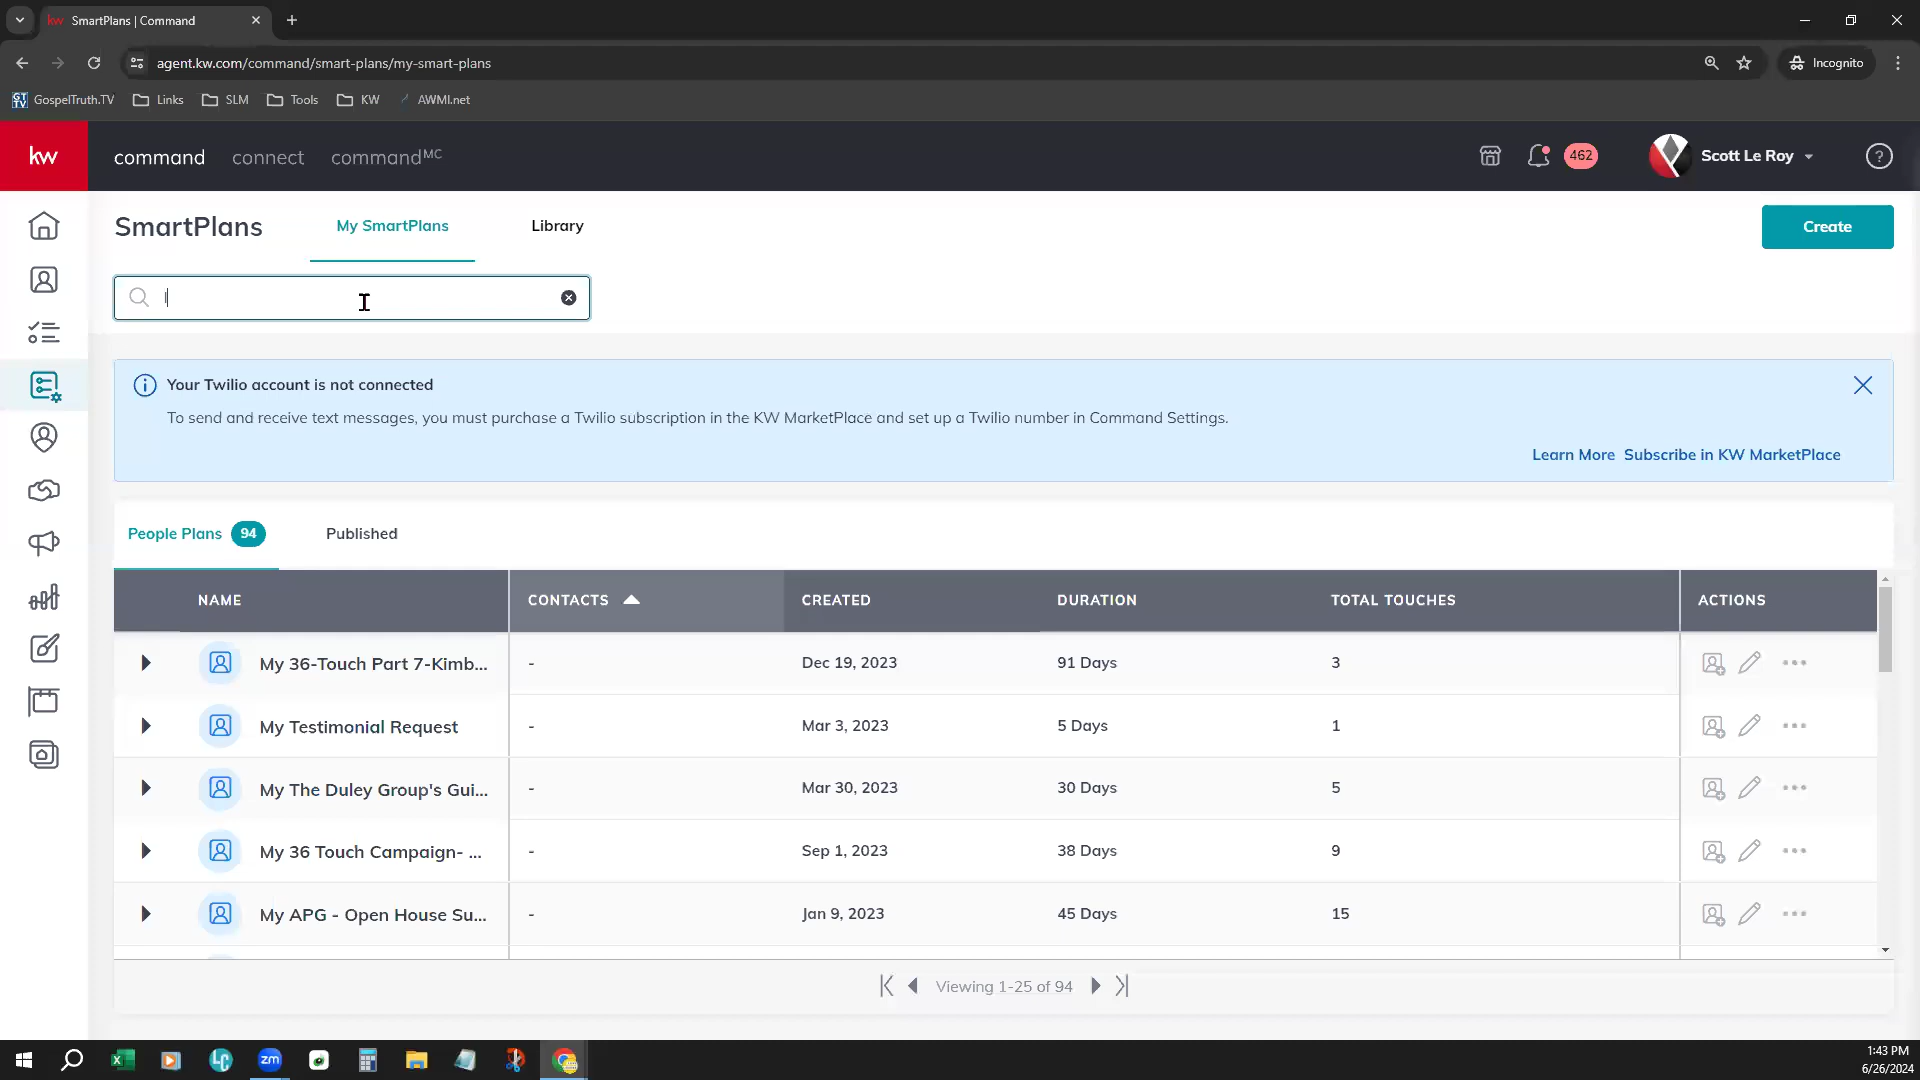 kw SmartPlans | Command
agent.kw.com/command/smart-plans/my-smart-plans
Incognito
GospelTruth.TV Links SLM Tools KW AWMI.net
kw command connect commandMC 462 Scott Le Roy
SmartPlans My SmartPlans Library Create
Your Twilio account is not connected
To send and receive text messages, you must purchase a Twilio subscription in the KW MarketPlace and set up a Twilio number in Command Settings.
Learn More Subscribe in KW MarketPlace
People Plans 94 Published
NAME CONTACTS CREATED DURATION TOTAL TOUCHES ACTIONS
My 36-Touch Part 7-Kimb... - Dec 19, 2023 91 Days 3
My Testimonial Request - Mar 3, 2023 5 Days 1
My The Duley Group's Gui... - Mar 30, 2023 30 Days 5
My 36 Touch Campaign- ... - Sep 1, 2023 38 Days 9
My APG - Open House Su... - Jan 9, 2023 45 Days 15
Viewing 1-25 of 94
LC zm
1:43 PM
6/26/2024